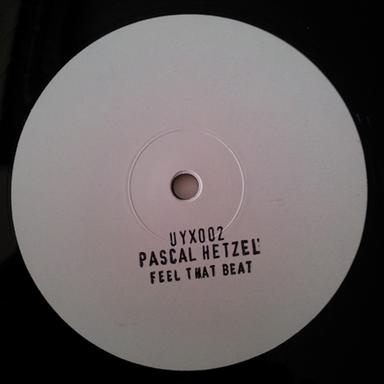 UYX002
PASCAL HETZEL
FEEL THAT BEAT